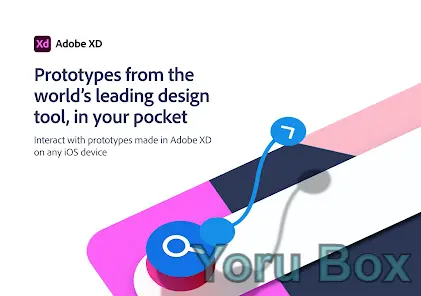 Xd Adobe XD
Prototypes from the
world's leading design
tool, in your pocket
Interact with prototypes made in Adobe XD
on any iOS device
Yoru Box